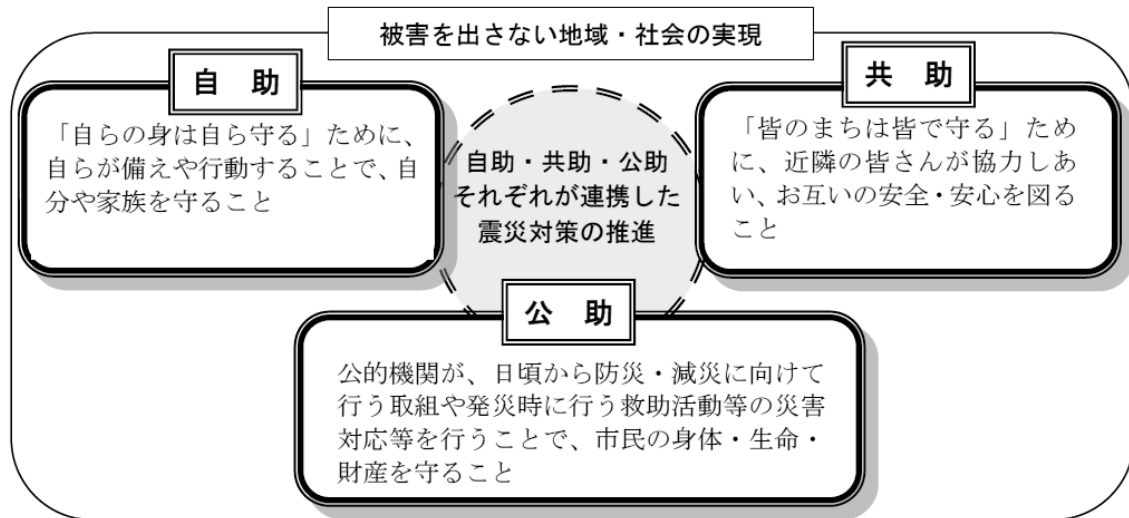 被害を出さない地域・社会の実現
自　助
「自らの身は自ら守る」ために、
自らが備えや行動することで、自
分や家族を守ること
共　助
「皆のまちは皆で守る」ため
に、近隣の皆さんが協力しあ
い、お互いの安全・安心を図る
こと
自助・共助・公助
それぞれが連携した
震災対策の推進
公　助
公的機関が、日頃から防災・減災に向けて
行う取組や発災時に行う救助活動等の災害
対応等を行うことで、市民の身体・生命・
財産を守ること